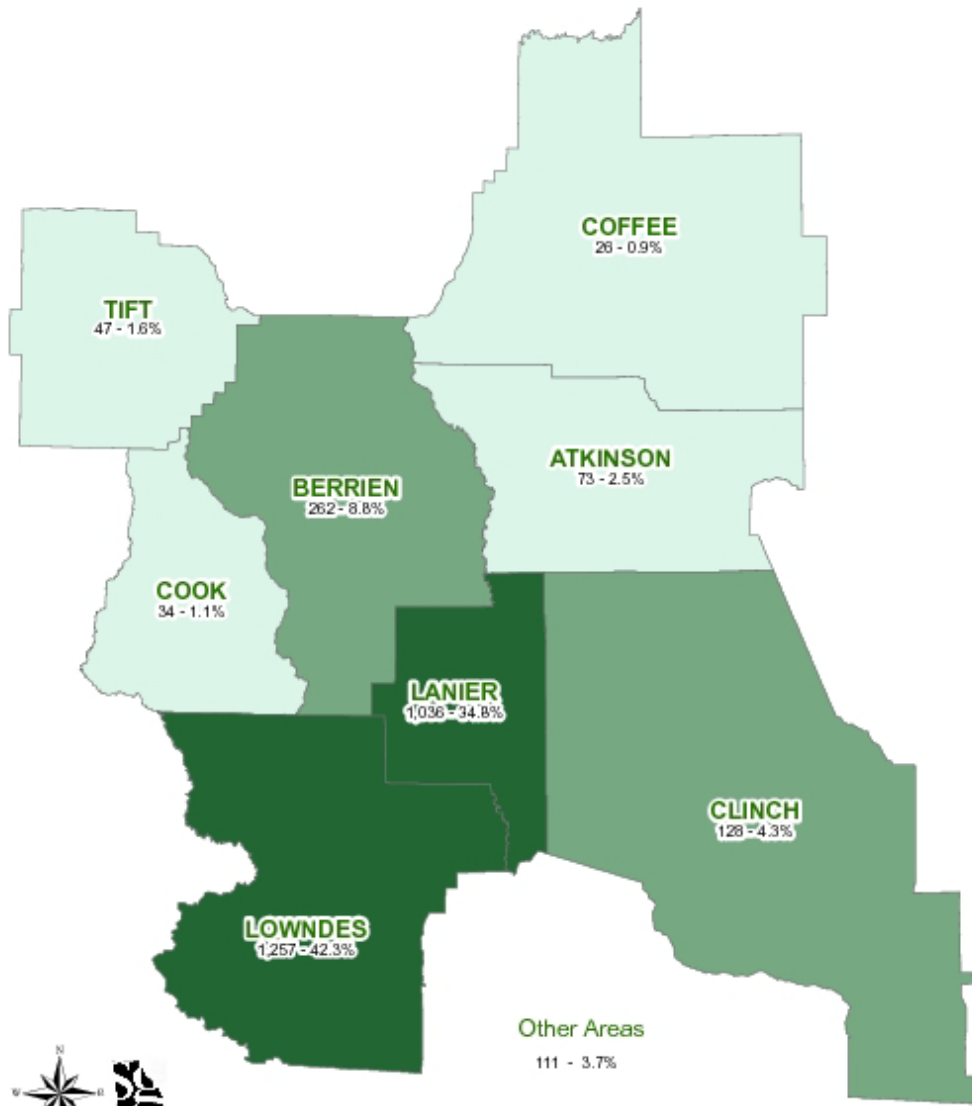 COFFEE
26 - 0.9%
TIFT
47 - 1.6%
ATKINSON
73 - 2.5%
BERRIEN
262 - 8.8%
COOK
34 - 1.1%
LANIER
1,036 - 34.8%
CLINCH
128 - 4.3%
LOWNDES
1,257 - 42.3%
Other Areas
111 - 3.7%
N
W
E